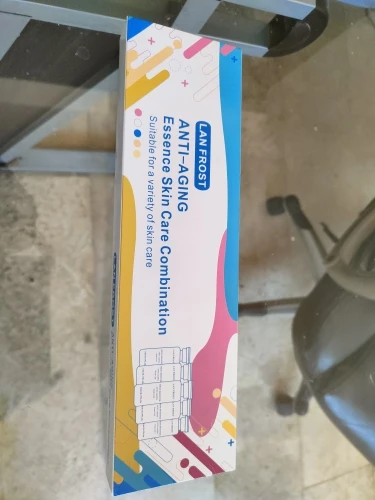 LAN FROST
ANTI-AGING
Essence Skin Care Combination
Suitable for a variety of skin care